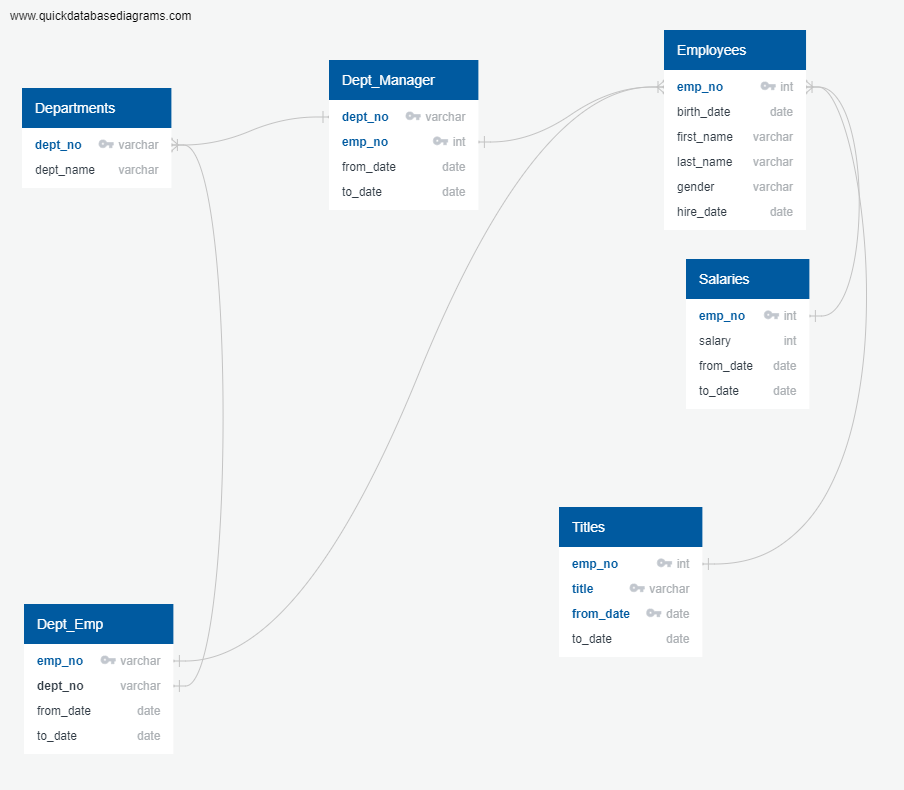 www.quickdatabasediagrams.com
Departments
dept_no varchar
dept_name varchar
Dept_Manager
dept_no varchar
emp_no int
from_date date
to_date date
Employees
emp_no int
birth_date date
first_name varchar
last_name varchar
gender varchar
hire_date date
Salaries
emp_no int
salary int
from_date date
to_date date
Titles
emp_no int
title varchar
from_date date
to_date date
Dept_Emp
emp_no varchar
dept_no varchar
from_date date
to_date date